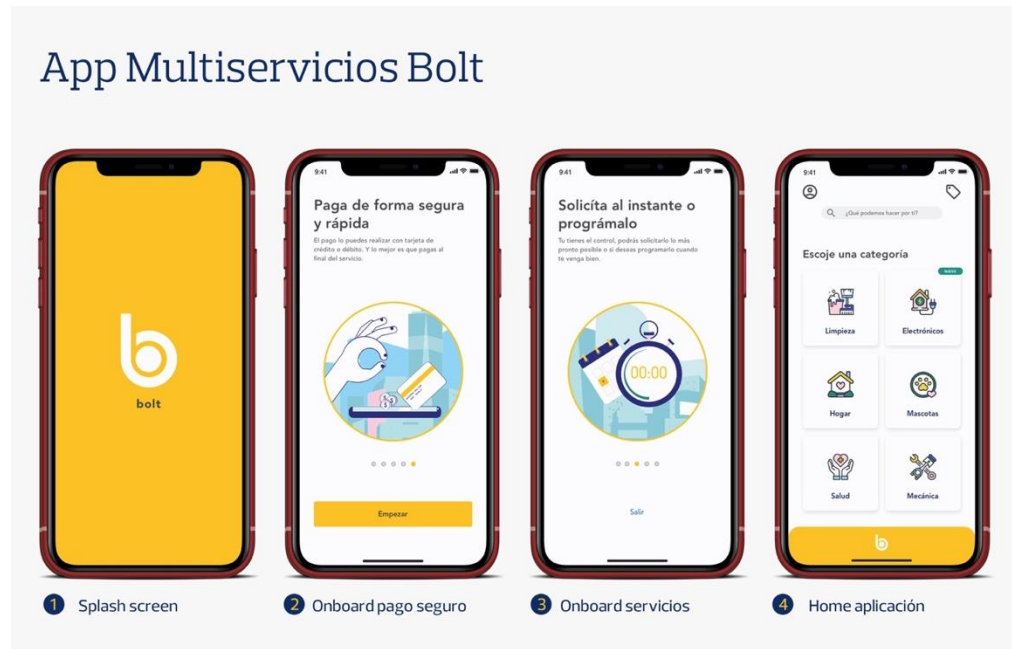 App Multiservicios Bolt
bolt
9:41
Paga de forma segura
y rápida
El pago lo puedes realizar con tarjeta de
crédito o débito. Y lo mejor es que pagas al
final del servicio.
Empezar
9:41
Solicíta al instante o
prográmalo
Tu tienes el control, podrás solicitarlo lo más
pronto posible o si deseas programarlo cuando
te venga bien.
00:00
Salir
9:41
¿Qué podemos hacer por ti?
Escoje una categoría
NUEVO
Limpieza
Electrónicos
Hogar
Mascotas
Salud
Mecánica
1 Splash screen
2 Onboard pago seguro
3 Onboard servicios
4 Home aplicación